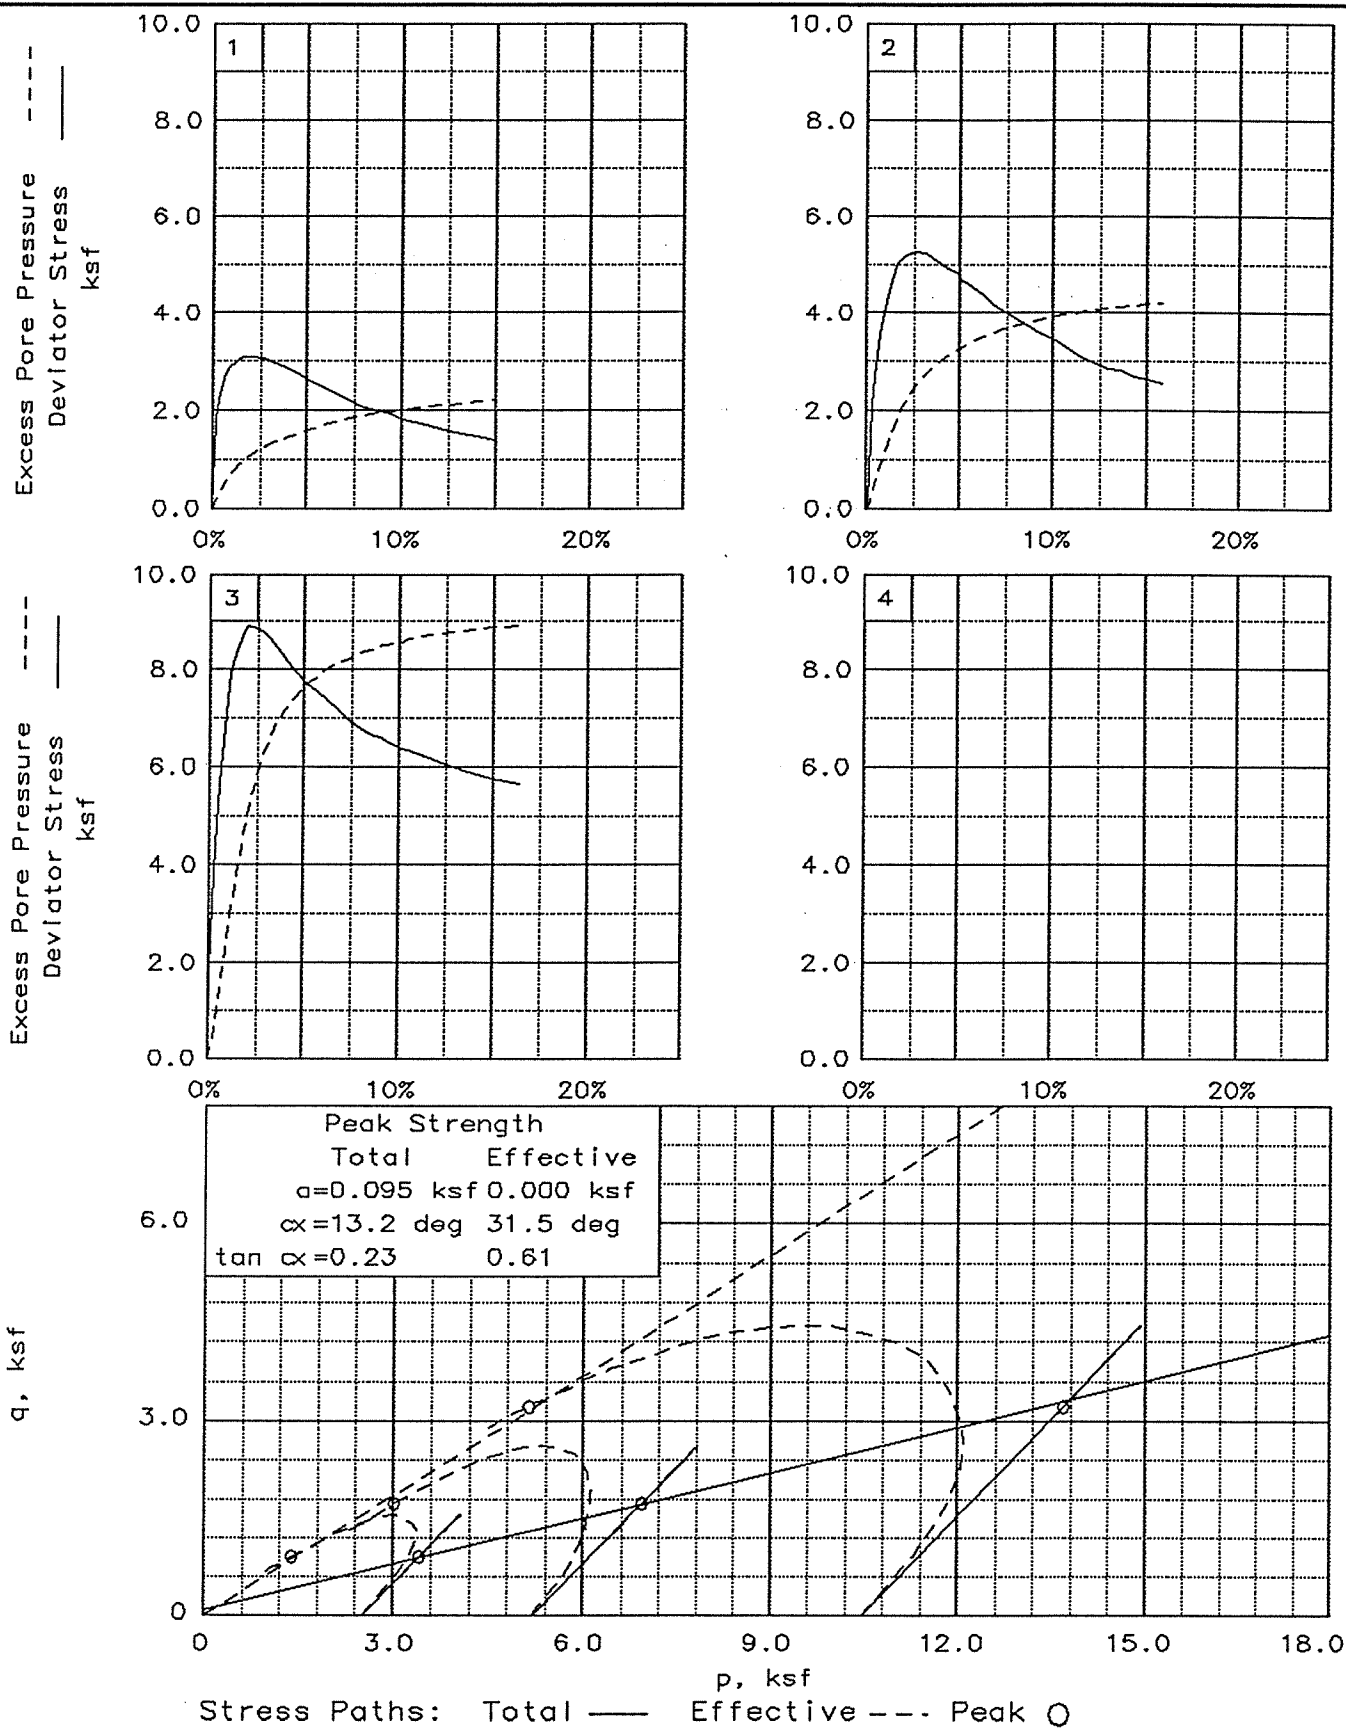 Excess Pore Pressure ----
Deviator Stress ——
ksf
10.0
8.0
6.0
4.0
2.0
0.0
1
0% 10% 20%
10.0
8.0
6.0
4.0
2.0
0.0
2
0% 10% 20%
Excess Pore Pressure ----
Deviator Stress ——
ksf
10.0
8.0
6.0
4.0
2.0
0.0
3
0% 10% 20%
10.0
8.0
6.0
4.0
2.0
0.0
4
0% 10% 20%
Peak Strength
Total Effective
a=0.095 ksf 0.000 ksf
α=13.2 deg 31.5 deg
tan α=0.23 0.61
q, ksf
6.0
3.0
0
0 3.0 6.0 9.0 12.0 15.0 18.0
p, ksf
Stress Paths: Total —— Effective --- Peak O